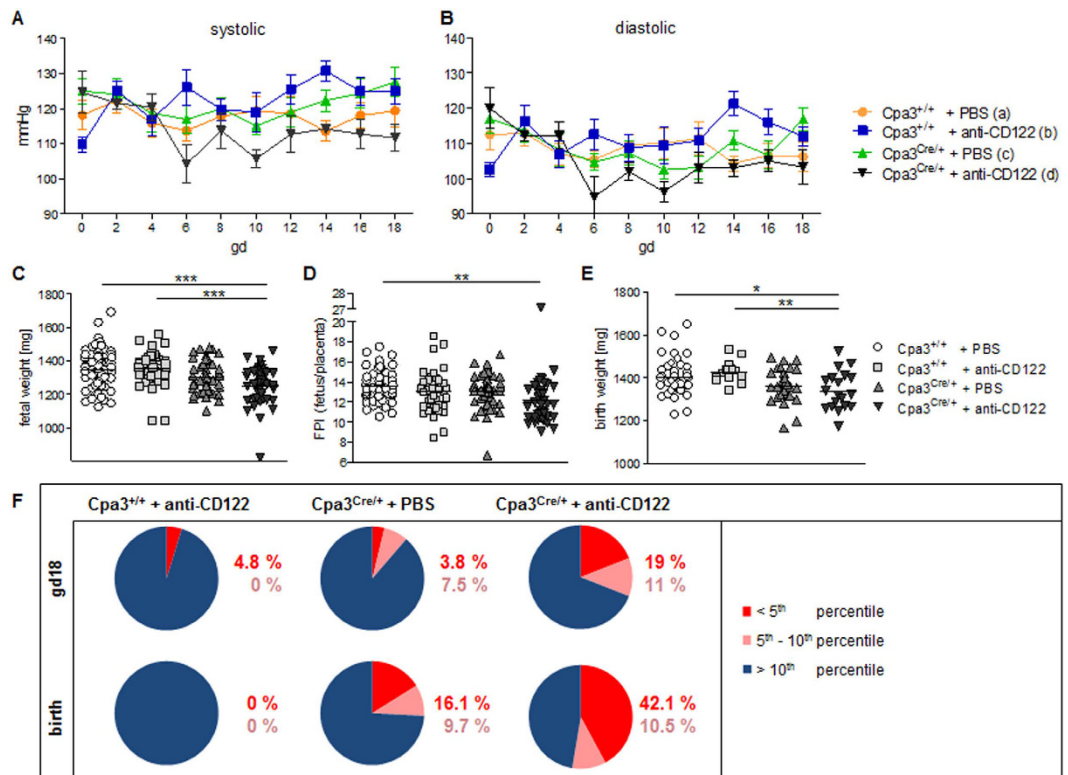 A
systolic
mmHg
140
130
120
110
100
90
0 2 4 6 8 10 12 14 16 18
gd
B
diastolic
140
130
120
110
100
90
0 2 4 6 8 10 12 14 16 18
gd
Cpa3+/+ + PBS (a)
Cpa3+/+ + anti-CD122 (b)
Cpa3Cre/+ + PBS (c)
Cpa3Cre/+ + anti-CD122 (d)
C
***
***
fetal weight [mg]
1800
1600
1400
1200
1000
D
**
FPI (fetus/placenta)
28
27
20
18
16
14
12
10
8
6
E
*
**
birth weight [mg]
1800
1600
1400
1200
1000
Cpa3+/+ + PBS
Cpa3+/+ + anti-CD122
Cpa3Cre/+ + PBS
Cpa3Cre/+ + anti-CD122
F
Cpa3+/+ + anti-CD122 Cpa3Cre/+ + PBS Cpa3Cre/+ + anti-CD122
gd18
4.8 % 3.8 % 19 %
0 % 7.5 % 11 %
birth
0 % 16.1 % 42.1 %
0 % 9.7 % 10.5 %
< 5th percentile
5th - 10th percentile
> 10th percentile